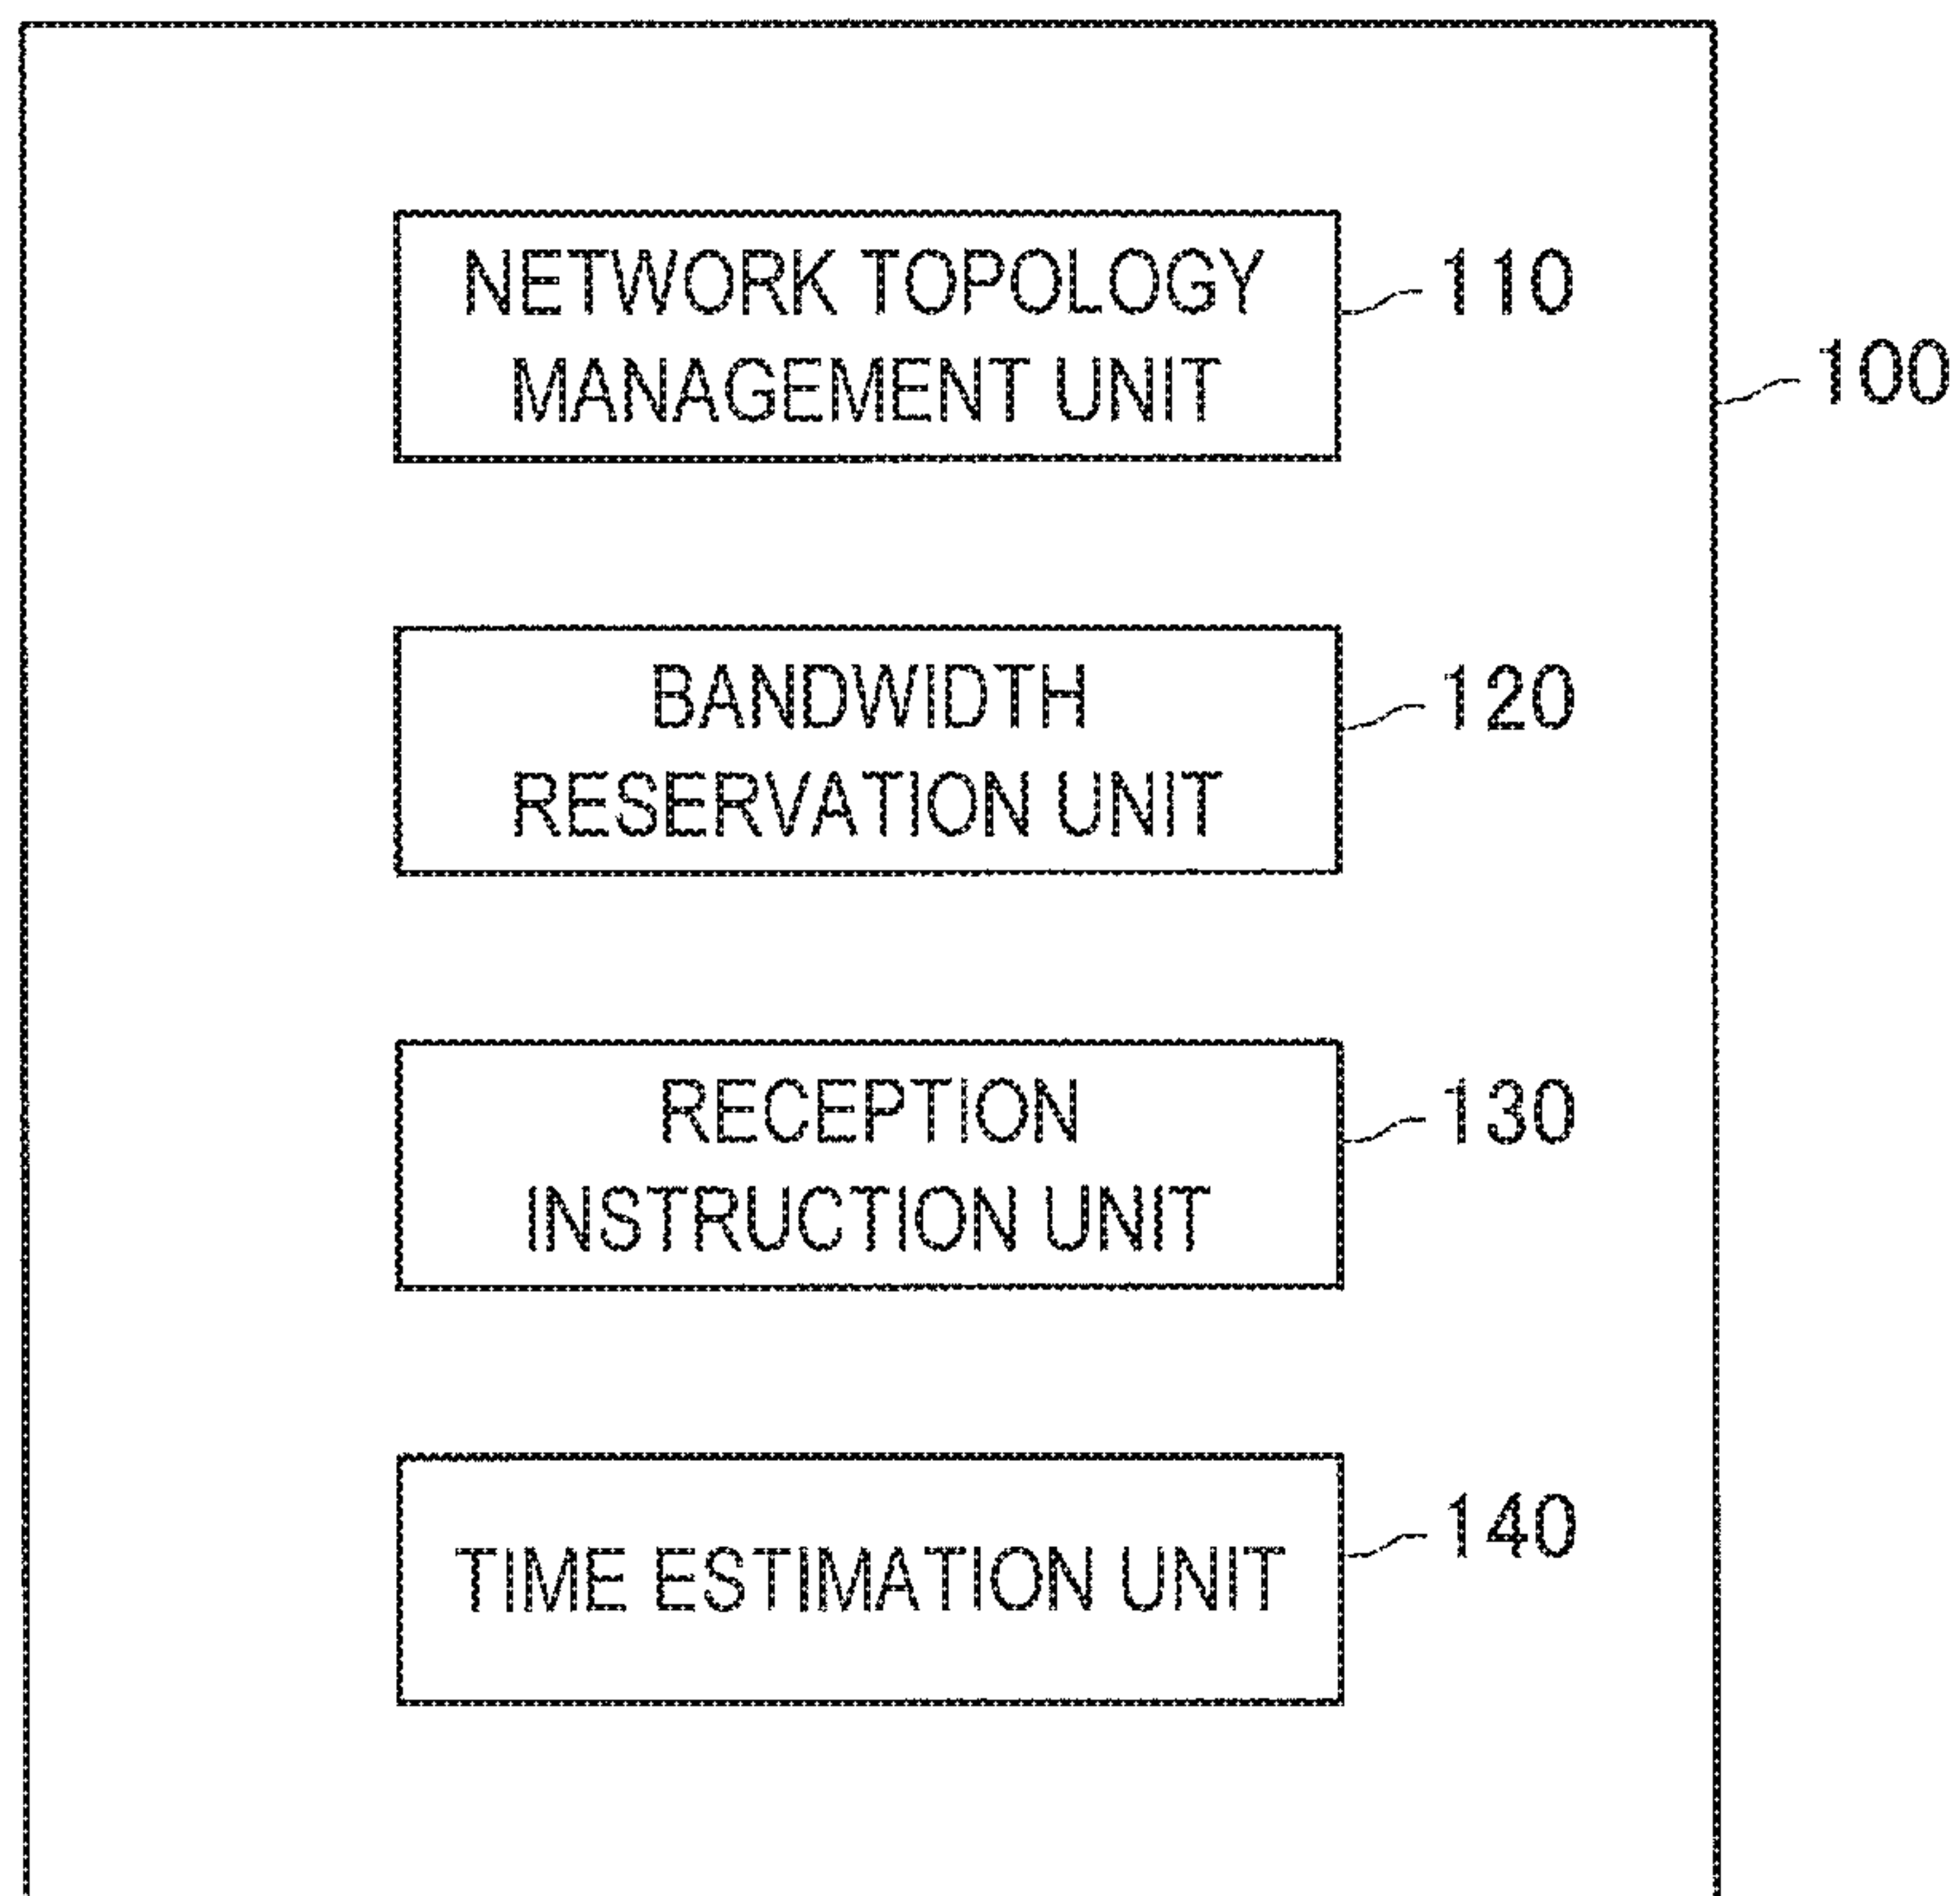 NETWORK TOPOLOGY
MANAGEMENT UNIT
110
100
BANDWIDTH
RESERVATION UNIT
120
RECEPTION
INSTRUCTION UNIT
130
TIME ESTIMATION UNIT
140